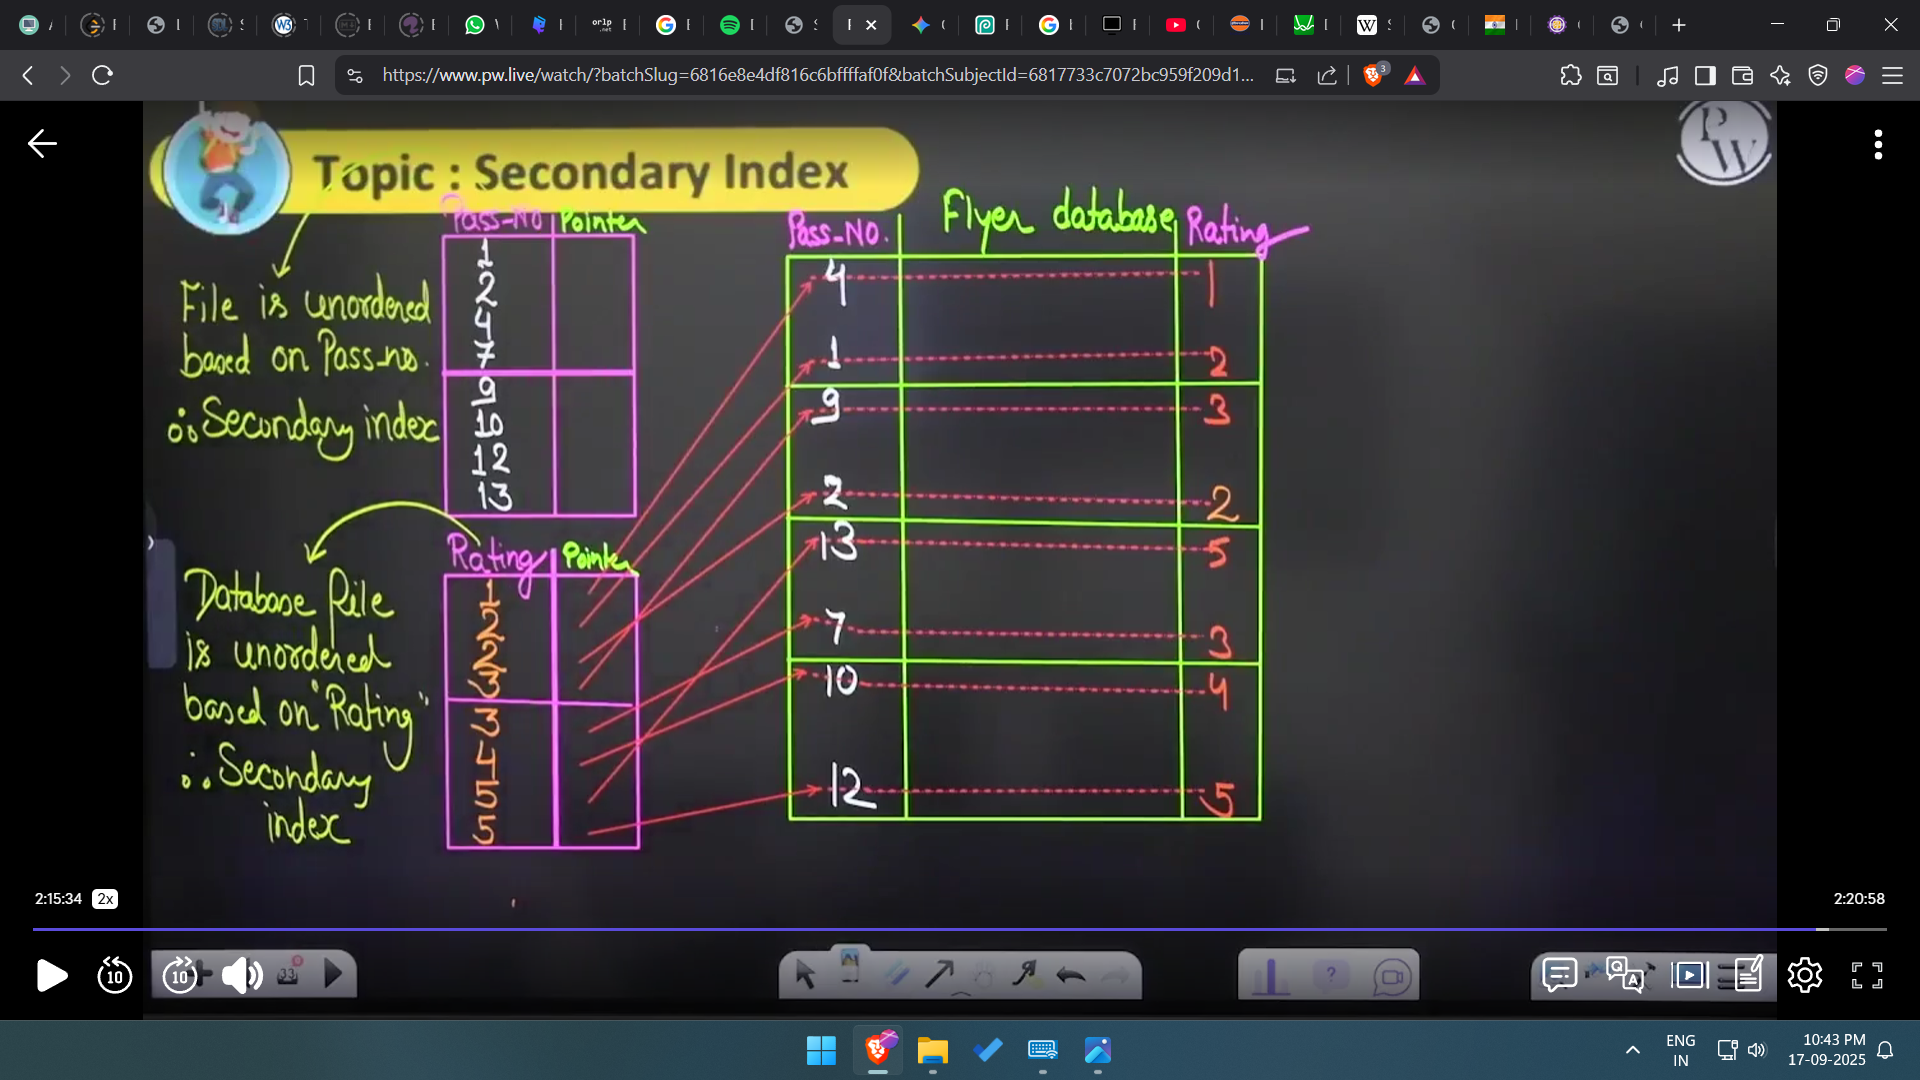 https://www.pw.live/watch/?batchSlug=6816e8e4df816c6bffffaf0f&batchSubjectId=6817733c7072bc959f209d1...
3
Topic : Secondary Index
PW
Pass-No Pointer
1
2
4
7
9
10
12
13
File is unordered
based on Pass-no.
∴ Secondary index
Rating Pointer
1
2
2
3
3
4
5
5
Database file
is unordered
based on "Rating"
∴ Secondary
index
Pass-No. Flyer database Rating
4 1
1 2
9 3
2 2
13 5
7 3
10 4
12 5
2:15:34 2x 2:20:58
10 10 33
ENG
IN
10:43 PM
17-09-2025